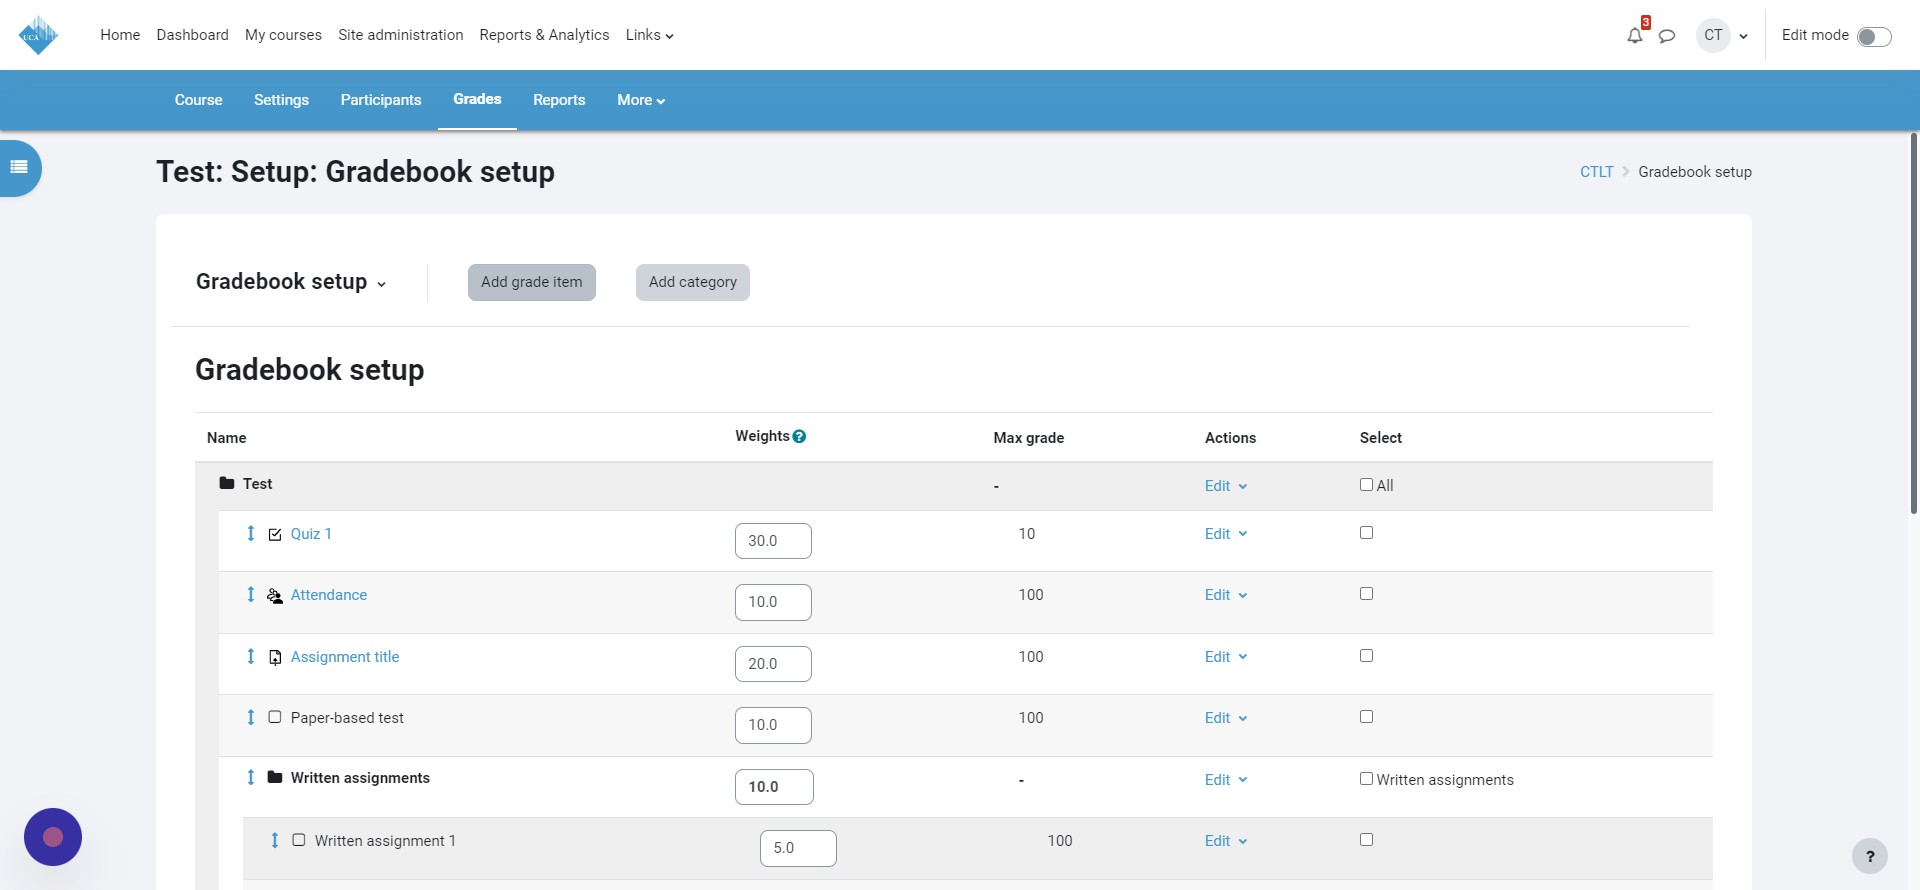 UCA
Home Dashboard My courses Site administration Reports & Analytics Links
3
CT
Edit mode
Course Settings Participants Grades Reports More
Test: Setup: Gradebook setup
CTLT Gradebook setup
Gradebook setup
Add grade item
Add category
Gradebook setup
Name Weights ? Max grade Actions Select
Test - Edit All
Quiz 1 30.0 10 Edit
Attendance 10.0 100 Edit
Assignment title 20.0 100 Edit
Paper-based test 10.0 100 Edit
Written assignments 10.0 - Edit Written assignments
Written assignment 1 5.0 100 Edit
?